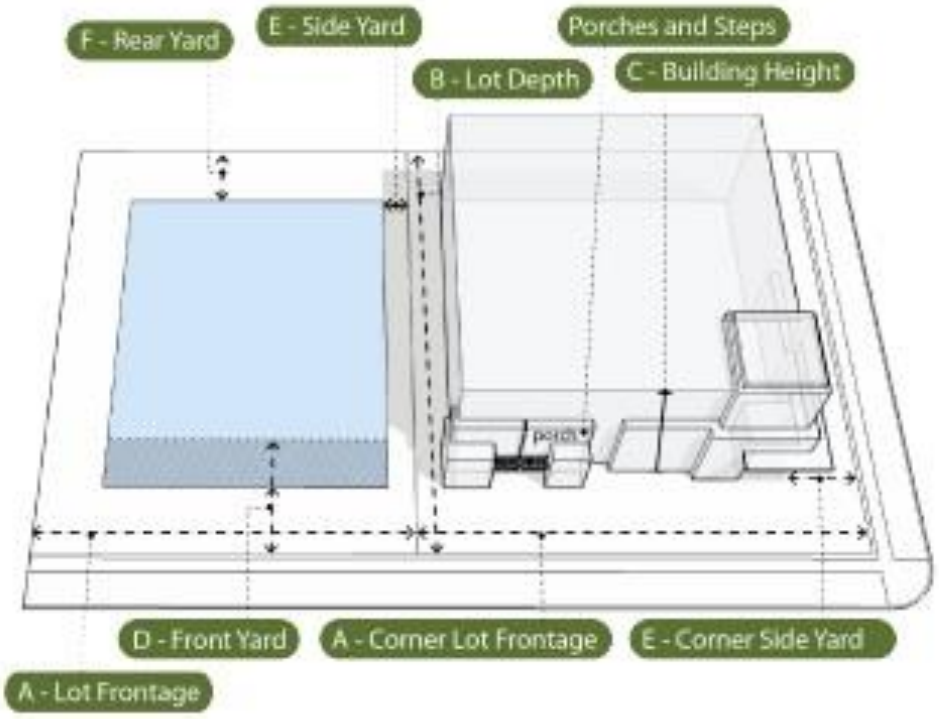 F - Rear Yard
E - Side Yard
Porches and Steps
B - Lot Depth
C - Building Height
porch
D - Front Yard
A - Corner Lot Frontage
E - Corner Side Yard
A - Lot Frontage